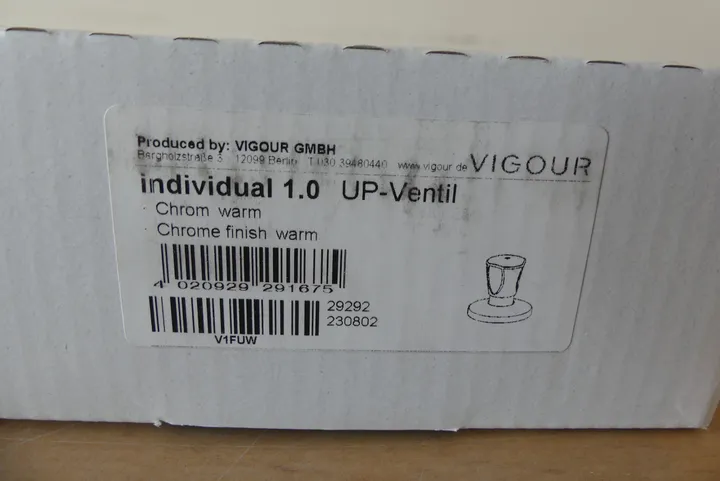 Produced by: VIGOUR GMBH
Bergholzstraße 3 12099 Berlin T 030 39480440 www.vigour.de VIGOUR
individual 1.0 UP-Ventil
· Chrom warm
· Chrome finish warm
4 020929 291675
29292
230802
V1FUW